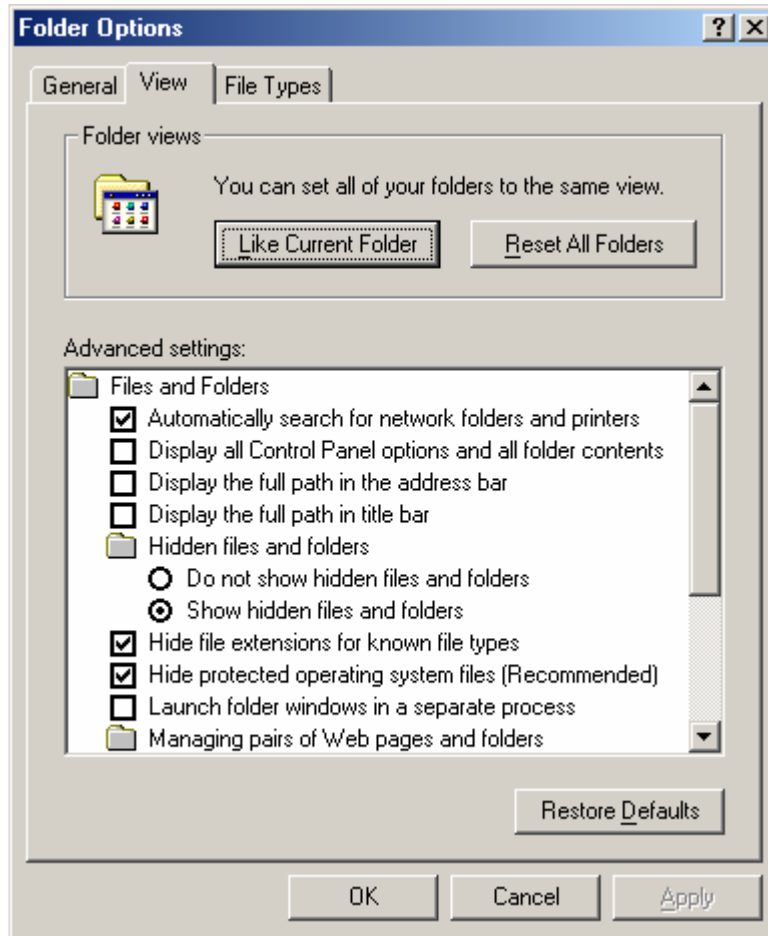 Folder Options
General View File Types
Folder views
You can set all of your folders to the same view.
Like Current Folder Reset All Folders
Advanced settings:
Files and Folders
Automatically search for network folders and printers
Display all Control Panel options and all folder contents
Display the full path in the address bar
Display the full path in title bar
Hidden files and folders
Do not show hidden files and folders
Show hidden files and folders
Hide file extensions for known file types
Hide protected operating system files (Recommended)
Launch folder windows in a separate process
Managing pairs of Web pages and folders
Restore Defaults
OK Cancel Apply